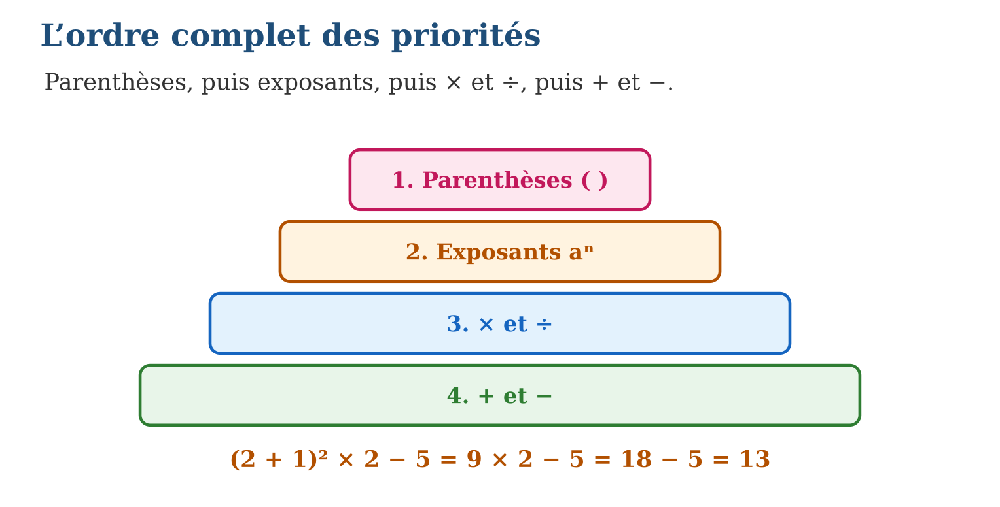 L’ordre complet des priorités
Parenthèses, puis exposants, puis × et ÷, puis + et −.
1. Parenthèses ( )
2. Exposants aⁿ
3. × et ÷
4. + et −
(2 + 1)² × 2 − 5 = 9 × 2 − 5 = 18 − 5 = 13